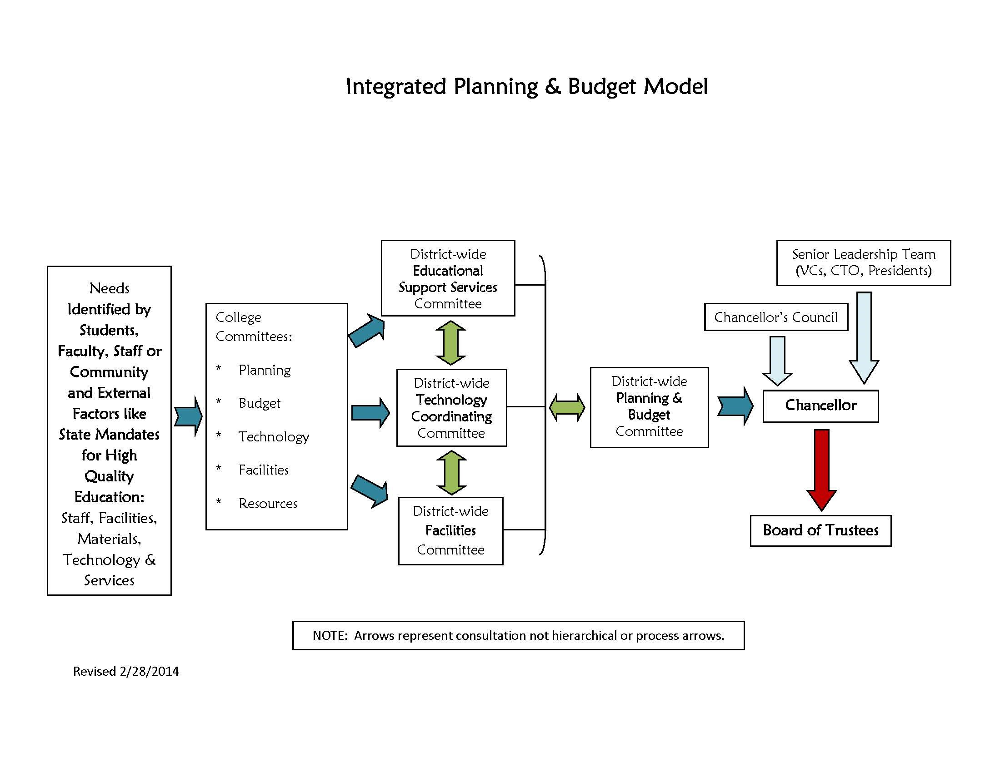 Integrated Planning & Budget Model
Needs
Identified by
Students,
Faculty, Staff or
Community
and External
Factors like
State Mandates
for High
Quality
Education:
Staff, Facilities,
Materials,
Technology &
Services
College
Committees:
* Planning
* Budget
* Technology
* Facilities
* Resources
District-wide
Educational
Support Services
Committee
District-wide
Technology
Coordinating
Committee
District-wide
Facilities
Committee
District-wide
Planning &
Budget
Committee
Senior Leadership Team
(VCs, CTO, Presidents)
Chancellor’s Council
Chancellor
Board of Trustees
NOTE:  Arrows represent consultation not hierarchical or process arrows.
Revised 2/28/2014